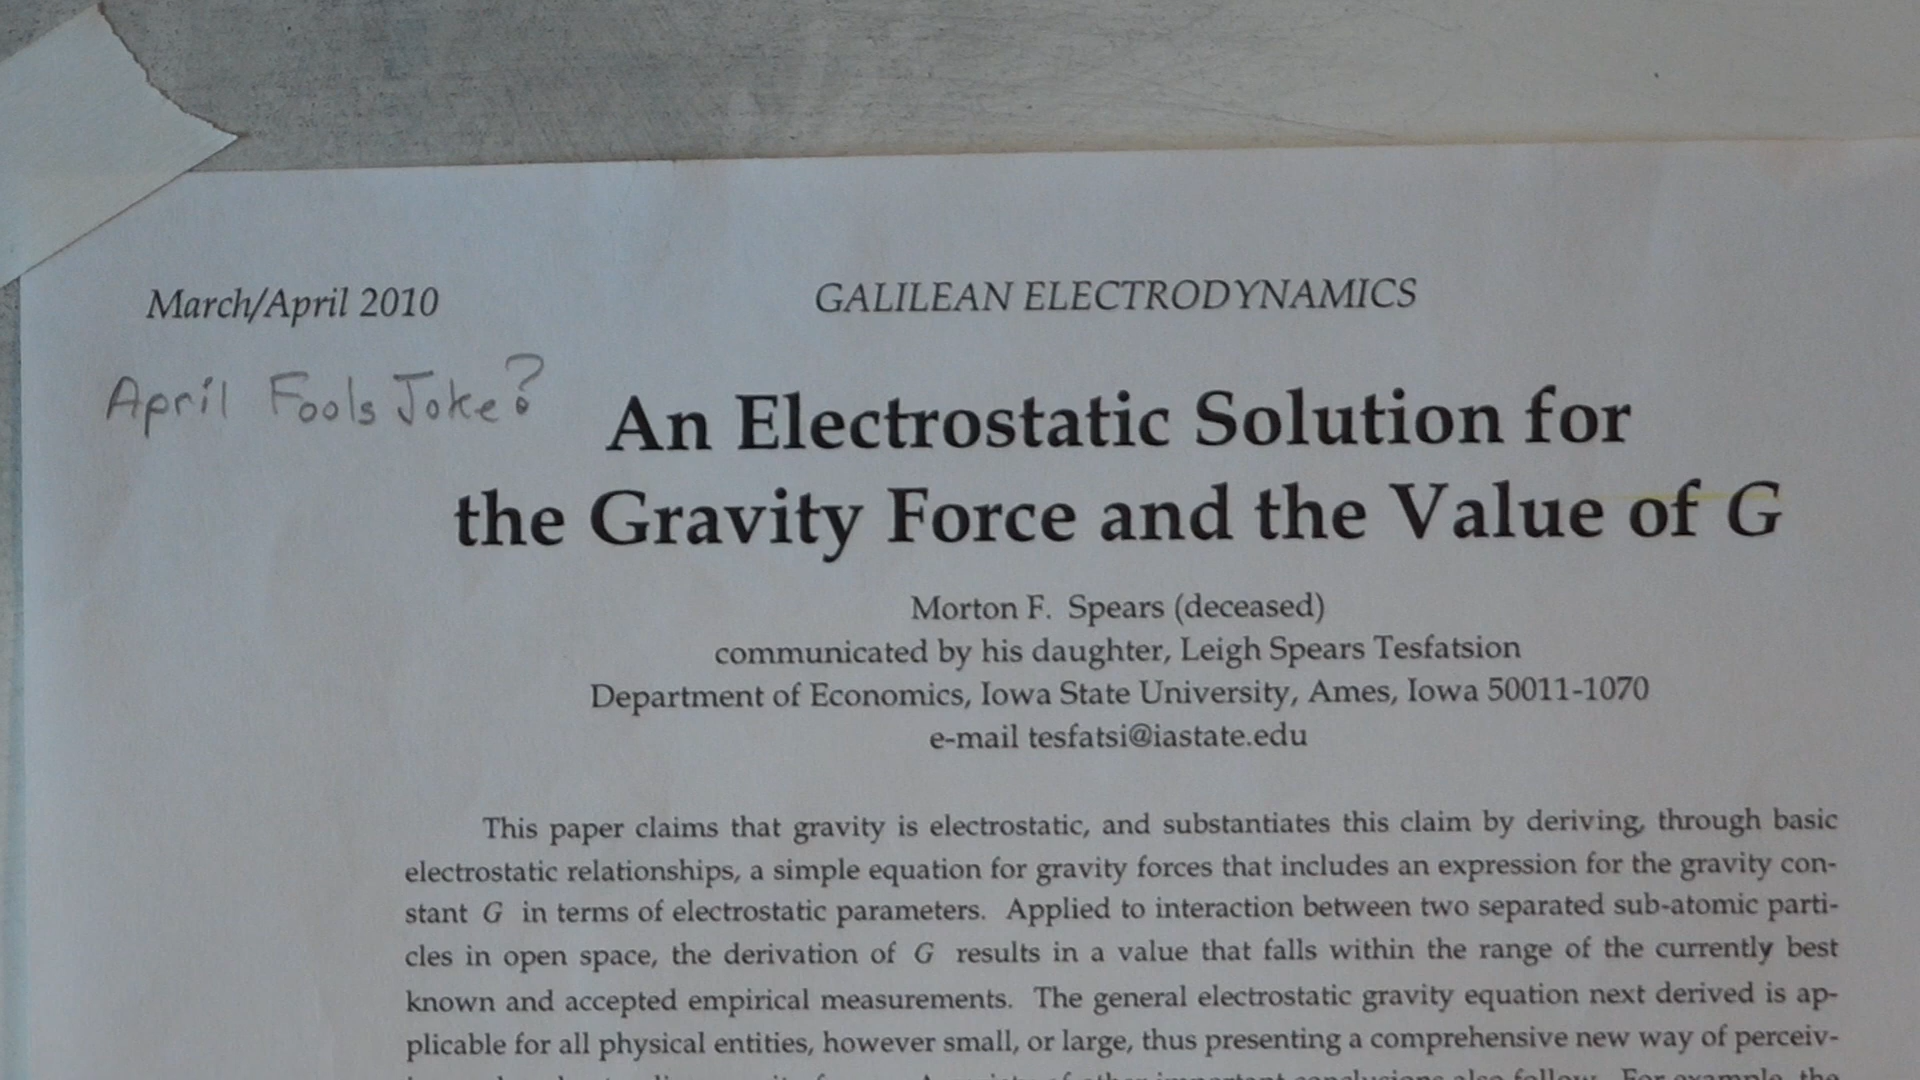 March/April 2010 GALILEAN ELECTRODYNAMICS
April Fools Joke?
An Electrostatic Solution for
the Gravity Force and the Value of G
Morton F. Spears (deceased)
communicated by his daughter, Leigh Spears Tesfatsion
Department of Economics, Iowa State University, Ames, Iowa 50011-1070
e-mail tesfatsi@iastate.edu
This paper claims that gravity is electrostatic, and substantiates this claim by deriving, through basic
electrostatic relationships, a simple equation for gravity forces that includes an expression for the gravity con-
stant G in terms of electrostatic parameters. Applied to interaction between two separated sub-atomic parti-
cles in open space, the derivation of G results in a value that falls within the range of the currently best
known and accepted empirical measurements. The general electrostatic gravity equation next derived is ap-
plicable for all physical entities, however small, or large, thus presenting a comprehensive new way of perceiv-